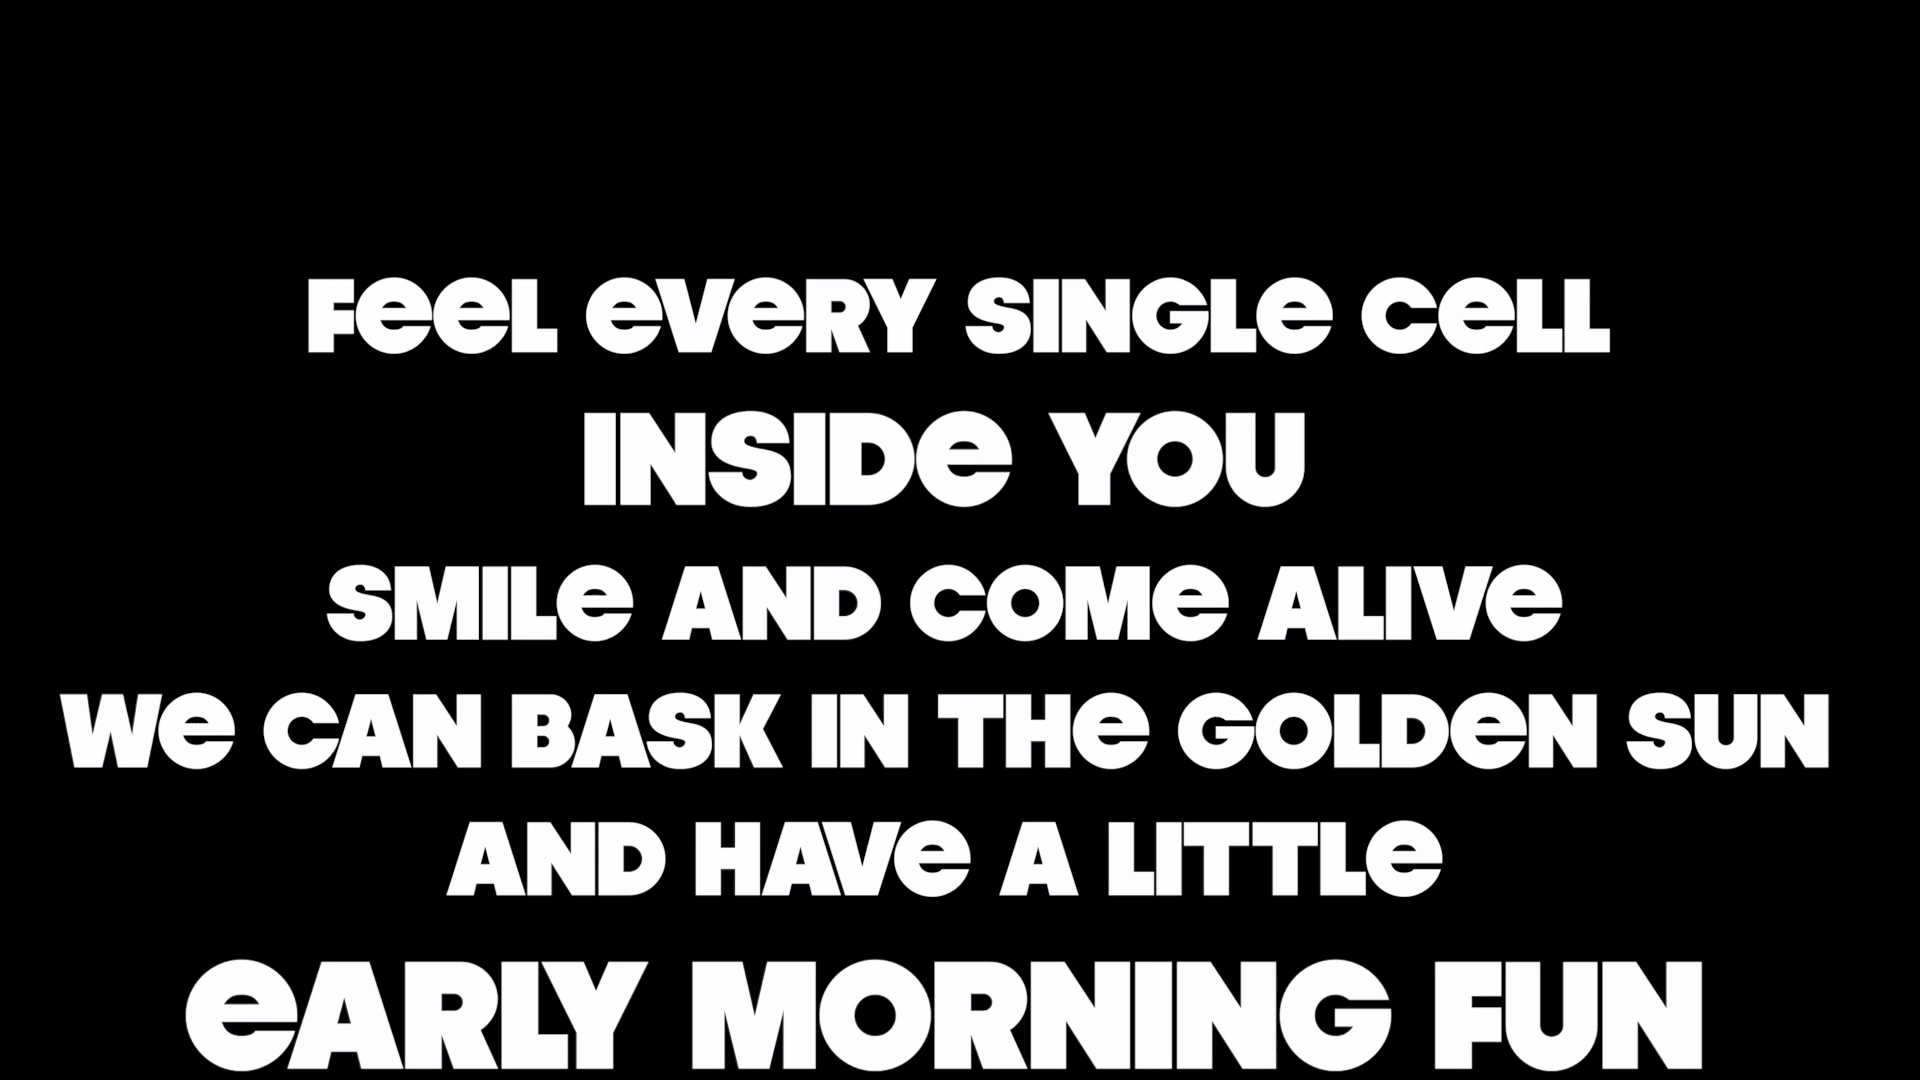 FEEL EVERY SINGLE CELL
INSIDE YOU
SMILE AND COME ALIVE
WE CAN BASK IN THE GOLDEN SUN
AND HAVE A LITTLE
EARLY MORNING FUN